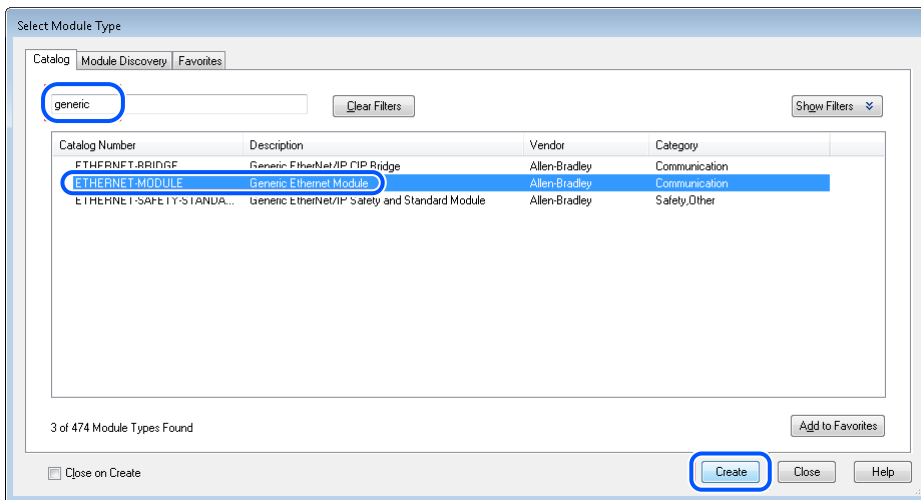 Select Module Type
Catalog Module Discovery Favorites
generic Clear Filters Show Filters
Catalog Number Description Vendor Category
ETHERNET-BRIDGE Generic EtherNet/IP CIP Bridge Allen-Bradley Communication
ETHERNET-MODULE Generic Ethernet Module Allen-Bradley Communication
ETHERNET-SAFETY-STANDA... Generic EtherNet/IP Safety and Standard Module Allen-Bradley Safety,Other
3 of 474 Module Types Found Add to Favorites
Close on Create Create Close Help